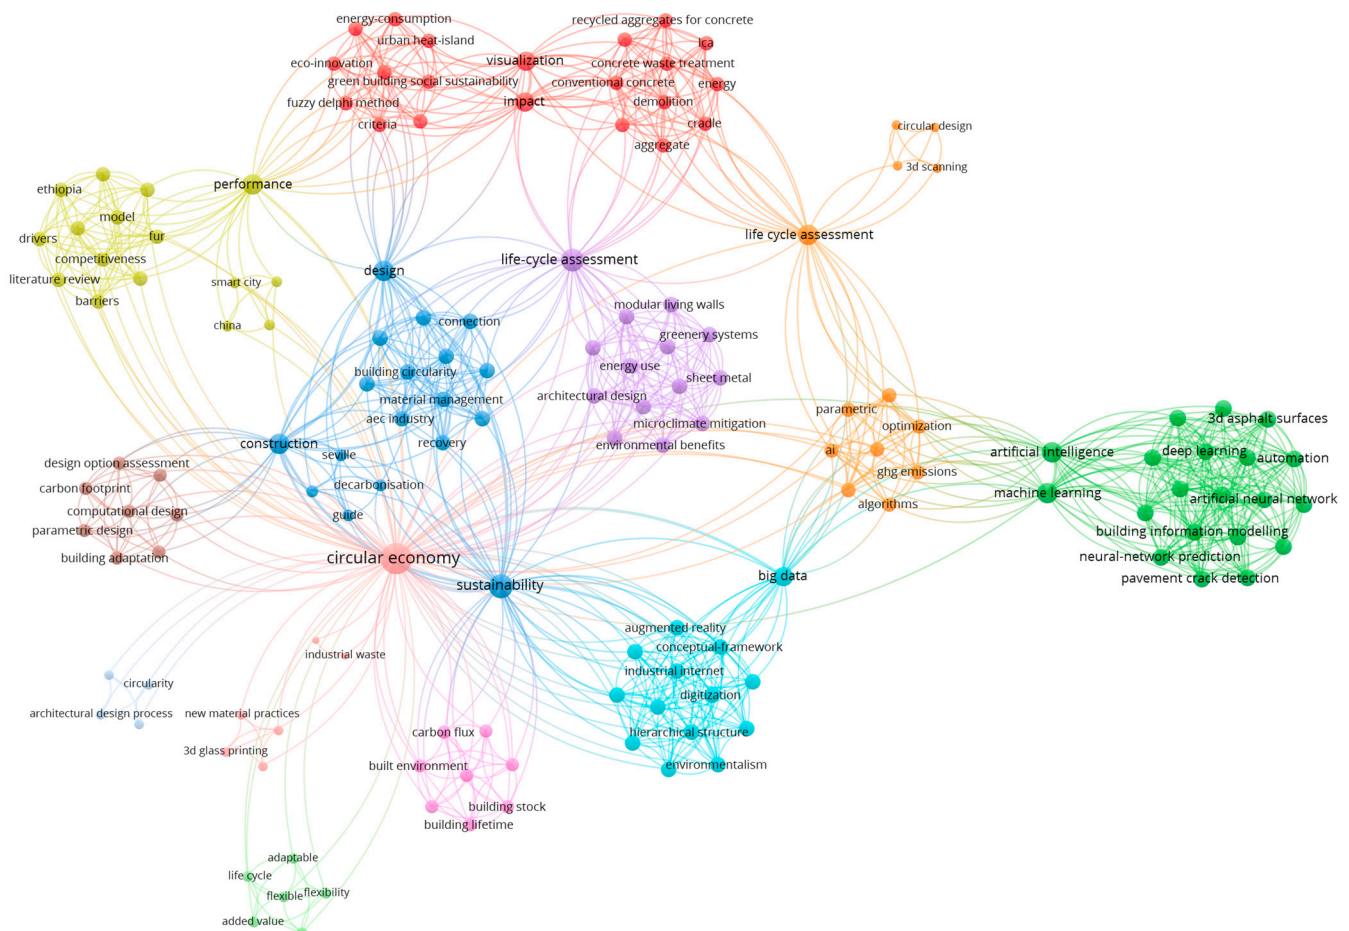 energy-consumption
recycled aggregates for concrete
urban heat-island
lca
visualization
eco-innovation
concrete waste treatment
green building social sustainability
conventional concrete
energy
fuzzy delphi method
impact
demolition
criteria
cradle
circular design
aggregate
3d scanning
performance
ethiopia
model
drivers
fur
life cycle assessment
competitiveness
life-cycle assessment
design
literature review
smart city
barriers
modular living walls
connection
china
greenery systems
energy use
building circularity
sheet metal
architectural design
material management
parametric
3d asphalt surfaces
aec industry
microclimate mitigation
optimization
construction
recovery
environmental benefits
seville
ai
artificial intelligence
deep learning
automation
design option assessment
ghg emissions
carbon footprint
decarbonisation
machine learning
artificial neural network
computational design
guide
algorithms
parametric design
building information modelling
building adaptation
circular economy
neural-network prediction
sustainability
big data
pavement crack detection
augmented reality
industrial waste
conceptual-framework
circularity
industrial internet
digitization
architectural design process
new material practices
carbon flux
hierarchical structure
3d glass printing
built environment
environmentalism
building stock
building lifetime
adaptable
life cycle
flexible
flexibility
added value